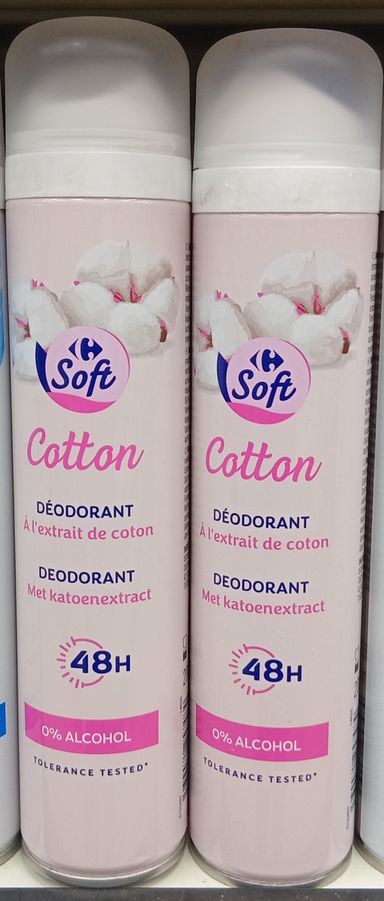 Soft
Cotton
DÉODORANT
À l'extrait de coton
DEODORANT
Met katoenextract
48H
0% ALCOHOL
TOLERANCE TESTED*
Soft
Cotton
DÉODORANT
À l'extrait de coton
DEODORANT
Met katoenextract
48H
0% ALCOHOL
TOLERANCE TESTED*